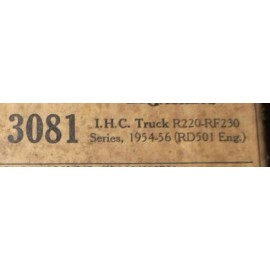 3081 I.H.C. Truck R220-RF230
Series, 1954-56 (RD501 Eng.)